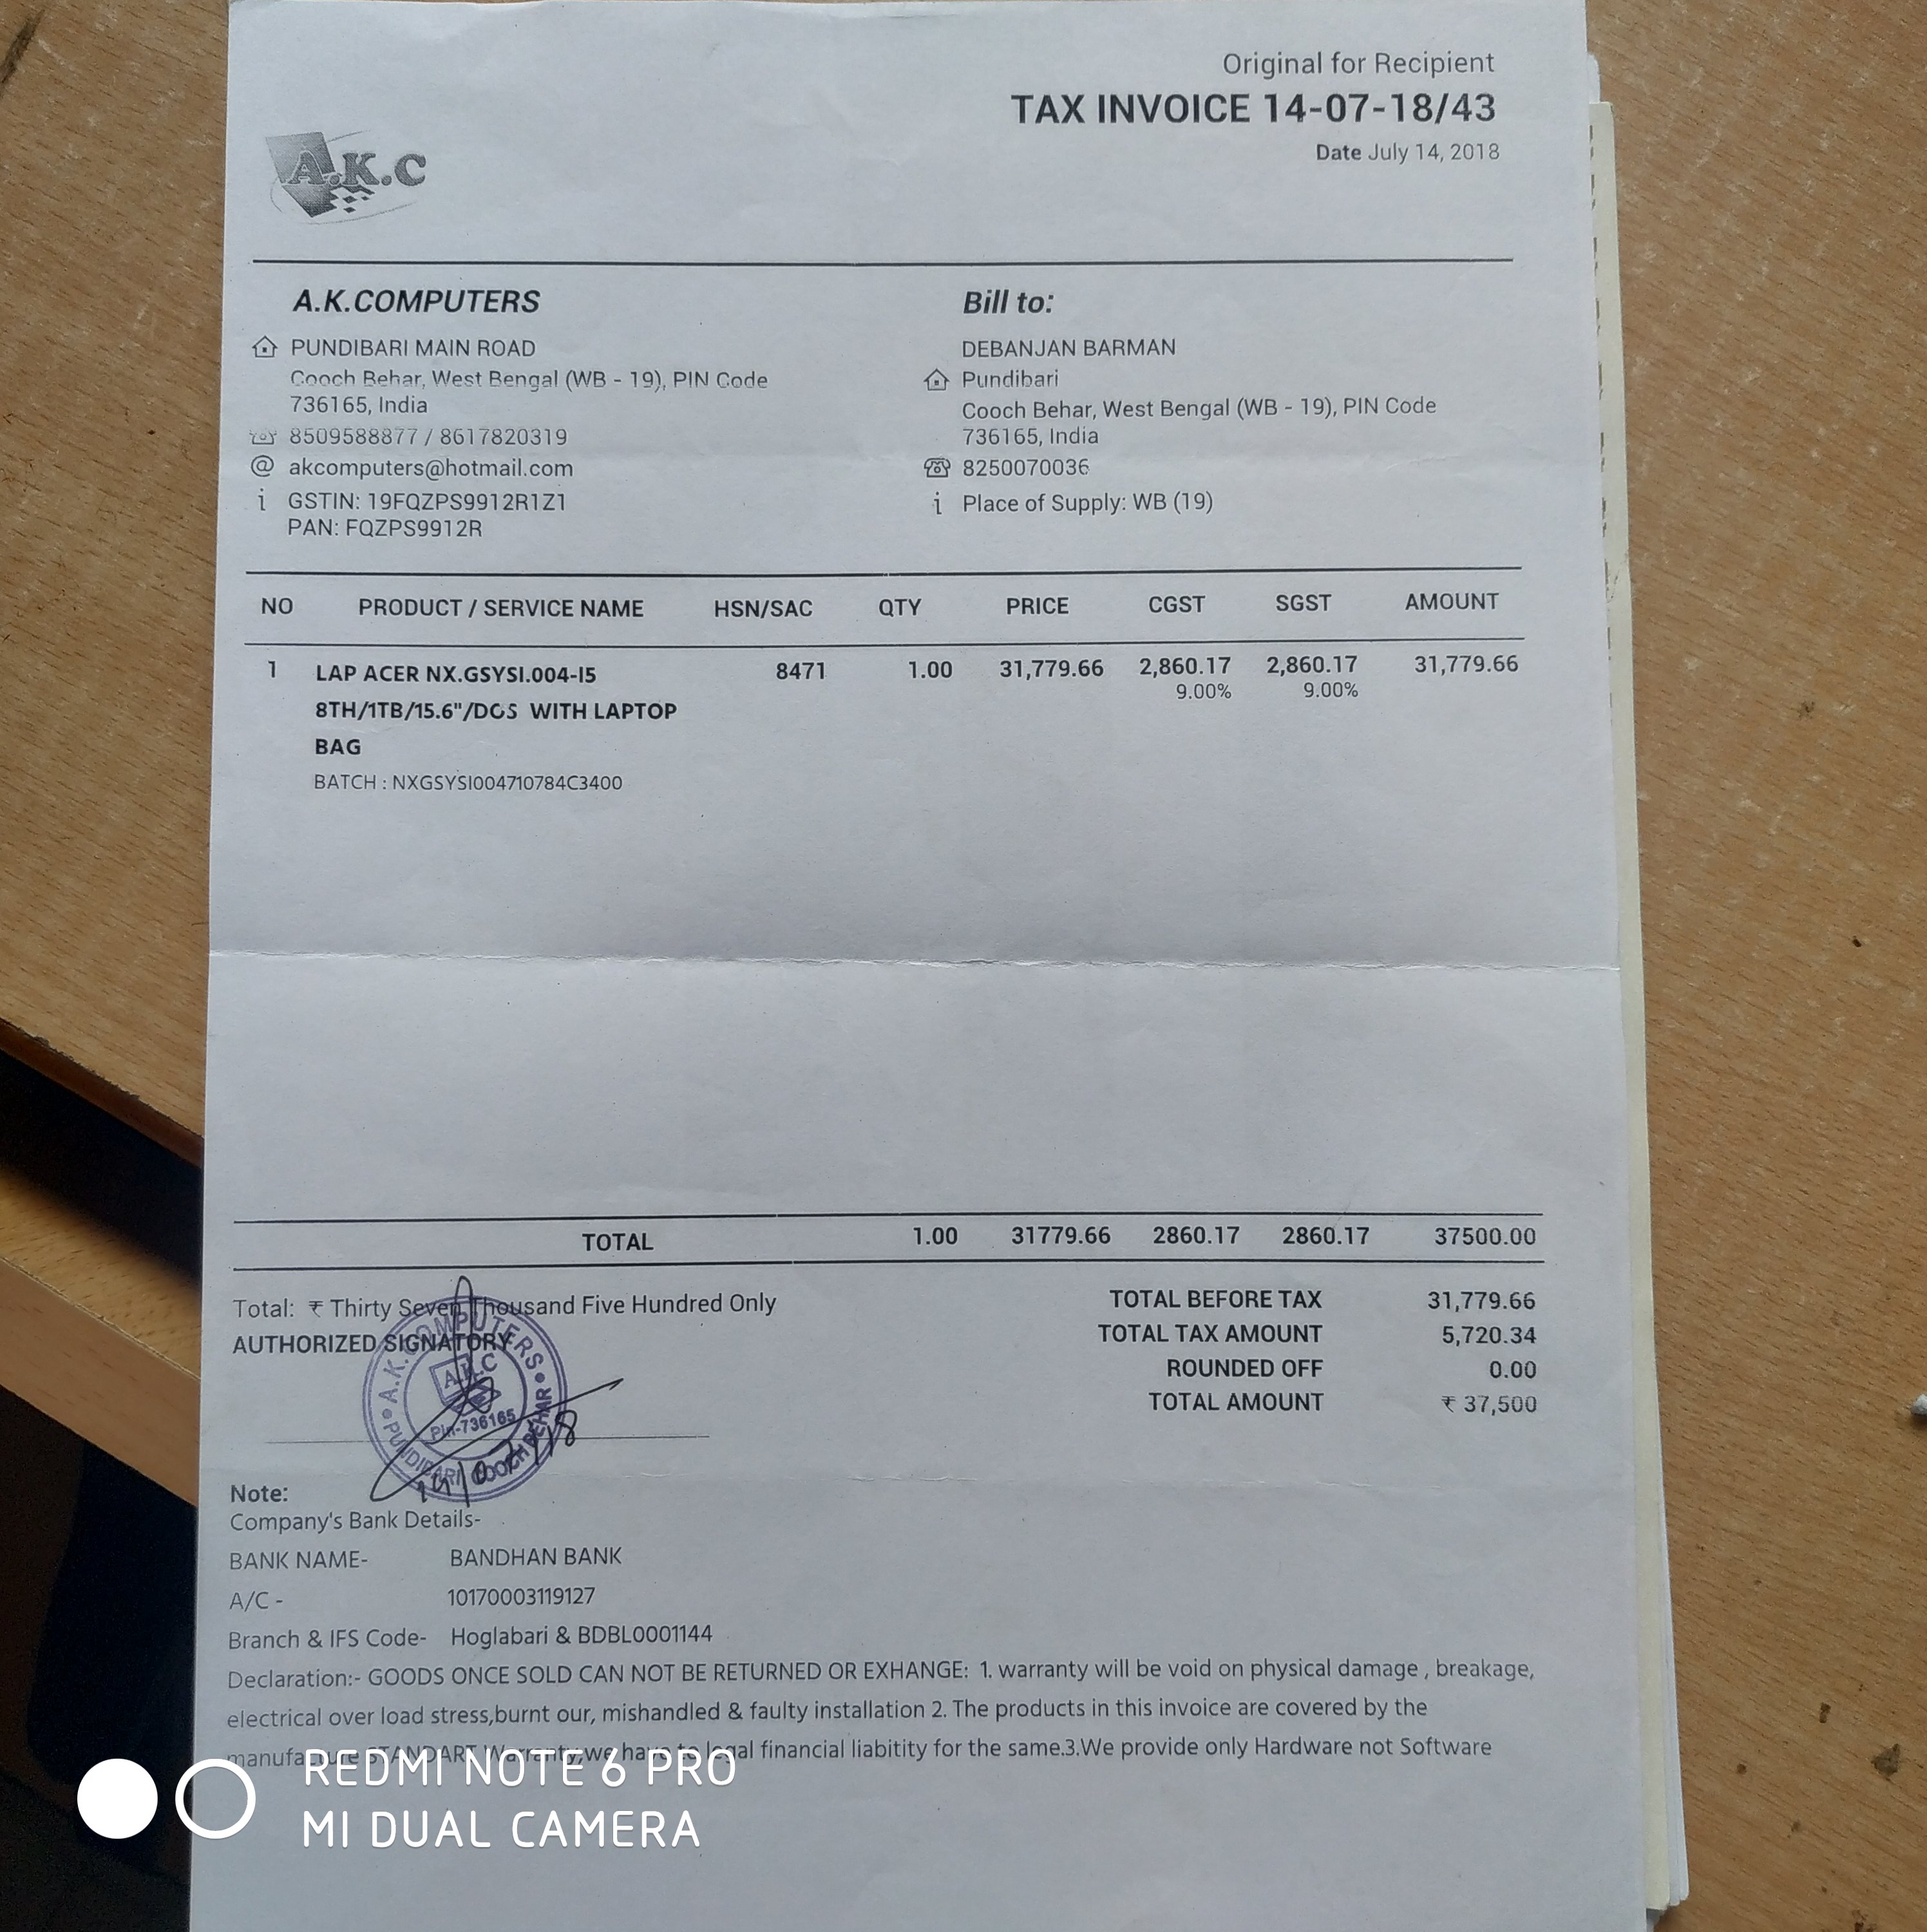 Original for Recipient
TAX INVOICE 14-07-18/43
Date July 14, 2018
A.K.C
A.K.COMPUTERS
PUNDIBARI MAIN ROAD
Cooch Behar, West Bengal (WB - 19), PIN Code
736165, India
8509588877 / 8617820319
@ akcomputers@hotmail.com
i GSTIN: 19FQZPS9912R1Z1
PAN: FQZPS9912R
Bill to:
DEBANJAN BARMAN
Pundibari
Cooch Behar, West Bengal (WB - 19), PIN Code
736165, India
8250070036
i Place of Supply: WB (19)
NO PRODUCT / SERVICE NAME HSN/SAC QTY PRICE CGST SGST AMOUNT
1 LAP ACER NX.GSYSI.004-I5 8471 1.00 31,779.66 2,860.17 2,860.17 31,779.66
9.00% 9.00%
8TH/1TB/15.6"/DOS WITH LAPTOP
BAG
BATCH : NXGSYSI004710784C3400
TOTAL 1.00 31779.66 2860.17 2860.17 37500.00
Total: ₹ Thirty Seven Thousand Five Hundred Only
AUTHORIZED SIGNATORY
TOTAL BEFORE TAX 31,779.66
TOTAL TAX AMOUNT 5,720.34
ROUNDED OFF 0.00
TOTAL AMOUNT ₹ 37,500
A.K.COMPUTERS
A.K.C
Pin-736165
PUNDIBARI COOCH BEHAR
14/07/18
Note:
Company's Bank Details-
BANK NAME- BANDHAN BANK
A/C - 10170003119127
Branch & IFS Code- Hoglabari & BDBL0001144
Declaration:- GOODS ONCE SOLD CAN NOT BE RETURNED OR EXHANGE: 1. warranty will be void on physical damage , breakage,
electrical over load stress,burnt our, mishandled & faulty installation 2. The products in this invoice are covered by the
manufacture STANDART Warrenty,we have to legal financial liabitity for the same.3.We provide only Hardware not Software
REDMI NOTE 6 PRO
MI DUAL CAMERA